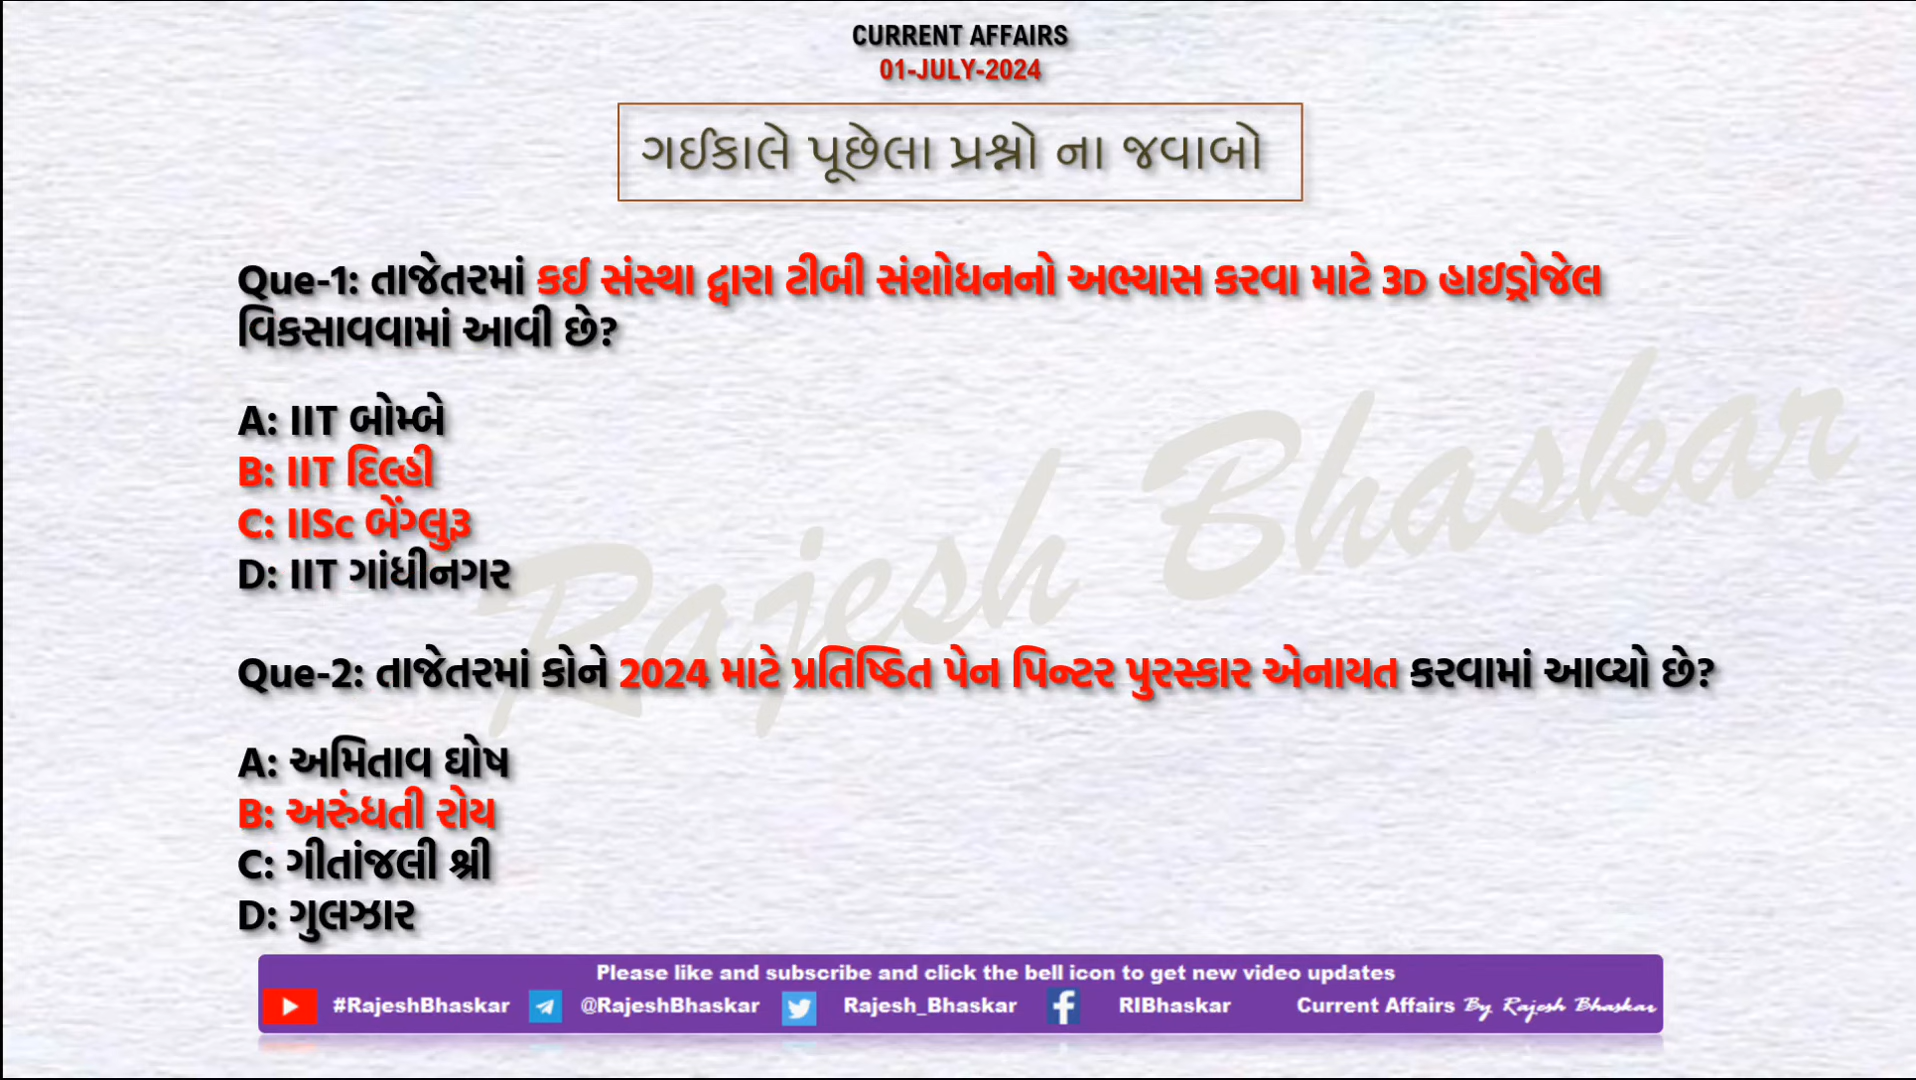 CURRENT AFFAIRS
01-JULY-2024
ગઈકાલે પૂછેલા પ્રશ્નો ના જવાબો
Que-1: તાજેતરમાં કઈ સંસ્થા દ્વારા ટીબી સંશોધનનો અભ્યાસ કરવા માટે 3D હાઈડ્રોજેલ
વિકસાવવામાં આવી છે?
A: IIT બોમ્બે
B: IIT દિલ્હી
C: IISc બેંગ્લુરૂ
D: IIT ગાંધીનગર
Rajesh Bhaskar
Que-2: તાજેતરમાં કોને 2024 માટે પ્રતિષ્ઠિત પેન પિન્ટર પુરસ્કાર એનાયત કરવામાં આવ્યો છે?
A: અમિતાવ ઘોષ
B: અરુંધતી રોય
C: ગીતાંજલી શ્રી
D: ગુલઝાર
Please like and subscribe and click the bell icon to get new video updates
#RajeshBhaskar @RajeshBhaskar Rajesh_Bhaskar RIBhaskar Current Affairs By Rajesh Bhaskar